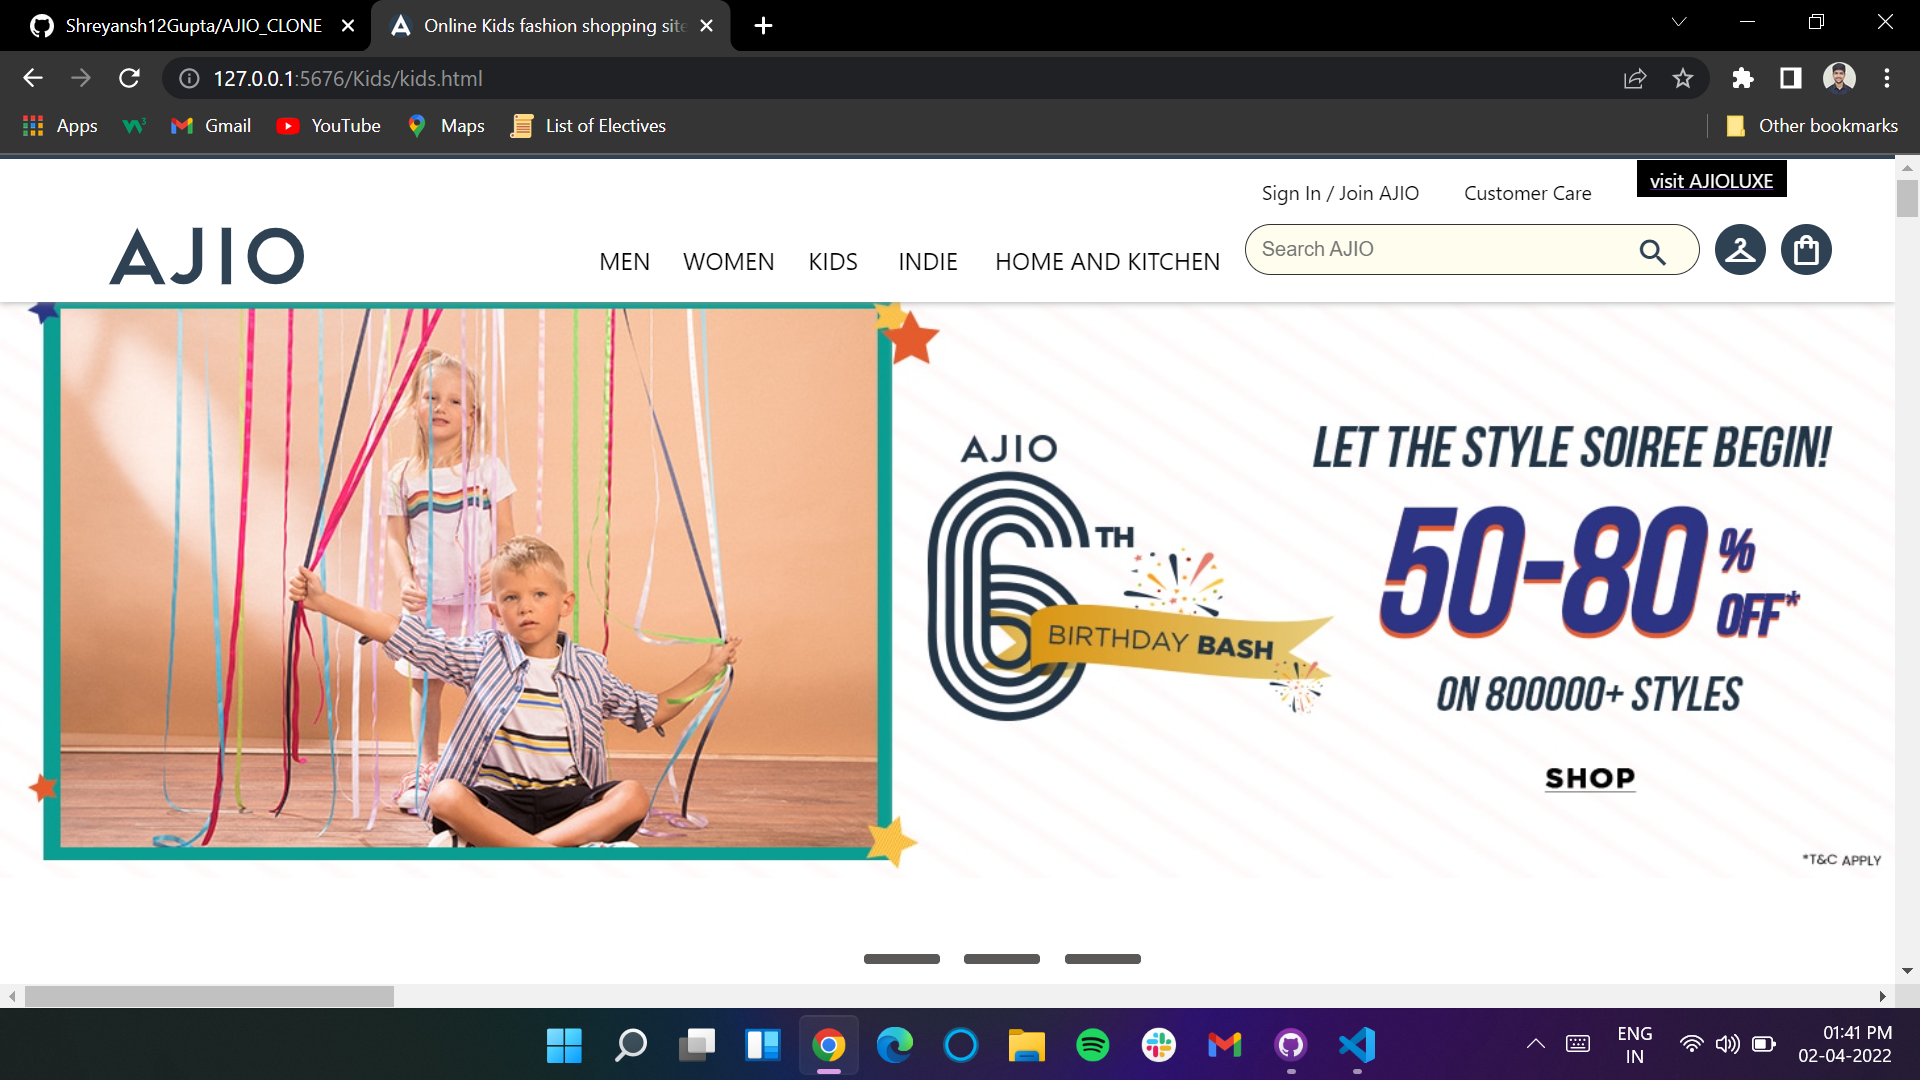 Shreyansh12Gupta/AJIO_CLONE
Online Kids fashion shopping site
127.0.0.1:5676/Kids/kids.html
Apps
Gmail
YouTube
Maps
List of Electives
Other bookmarks
Sign In / Join AJIO
Customer Care
visit AJIOLUXE
AJIO
MEN
WOMEN
KIDS
INDIE
HOME AND KITCHEN
Search AJIO
AJIO
6TH
BIRTHDAY BASH
LET THE STYLE SOIREE BEGIN!
50-80% OFF*
ON 800000+ STYLES
SHOP
*T&C APPLY
ENG
IN
01:41 PM
02-04-2022